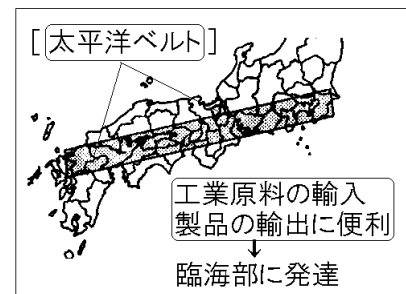 [太平洋ベルト]
工業原料の輸入
製品の輸出に便利
↓
臨海部に発達